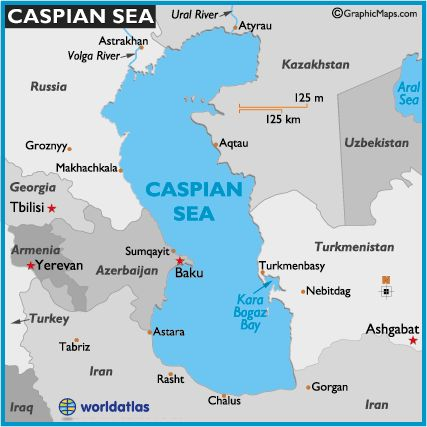 CASPIAN SEA
Ural River
© GraphicMaps.com
Atyrau
Astrakhan
Volga River
Kazakhstan
Russia
125 m
125 km
Aral
Sea
Groznyy
Aqtau
Uzbekistan
Makhachkala
Georgia
CASPIAN
SEA
Tbilisi
Armenia
Sumqayit
Turkmenistan
Yerevan
Azerbaijan
Baku
Turkmenbasy
Kara
Bogaz
Bay
Nebitdag
N
Turkey
Astara
Ashgabat
Tabriz
Iran
Rasht
Chalus
Gorgan
Iraq
worldatlas
Iran